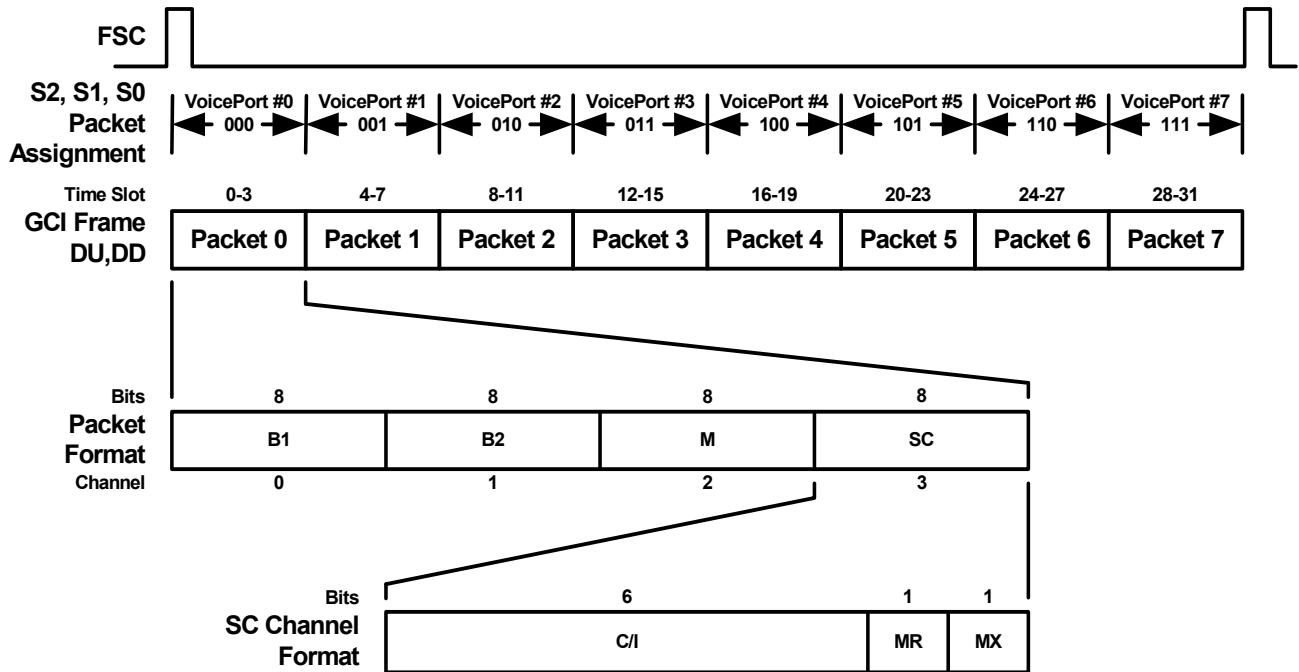 FSC
S2, S1, S0
Packet
Assignment
VoicePort #0 VoicePort #1 VoicePort #2 VoicePort #3 VoicePort #4 VoicePort #5 VoicePort #6 VoicePort #7
000 001 010 011 100 101 110 111
Time Slot 0-3 4-7 8-11 12-15 16-19 20-23 24-27 28-31
GCI Frame
DU,DD
Packet 0 Packet 1 Packet 2 Packet 3 Packet 4 Packet 5 Packet 6 Packet 7
Bits 8 8 8 8
Packet
Format
B1 B2 M SC
Channel 0 1 2 3
Bits 6 1 1
SC Channel
Format
C/I MR MX